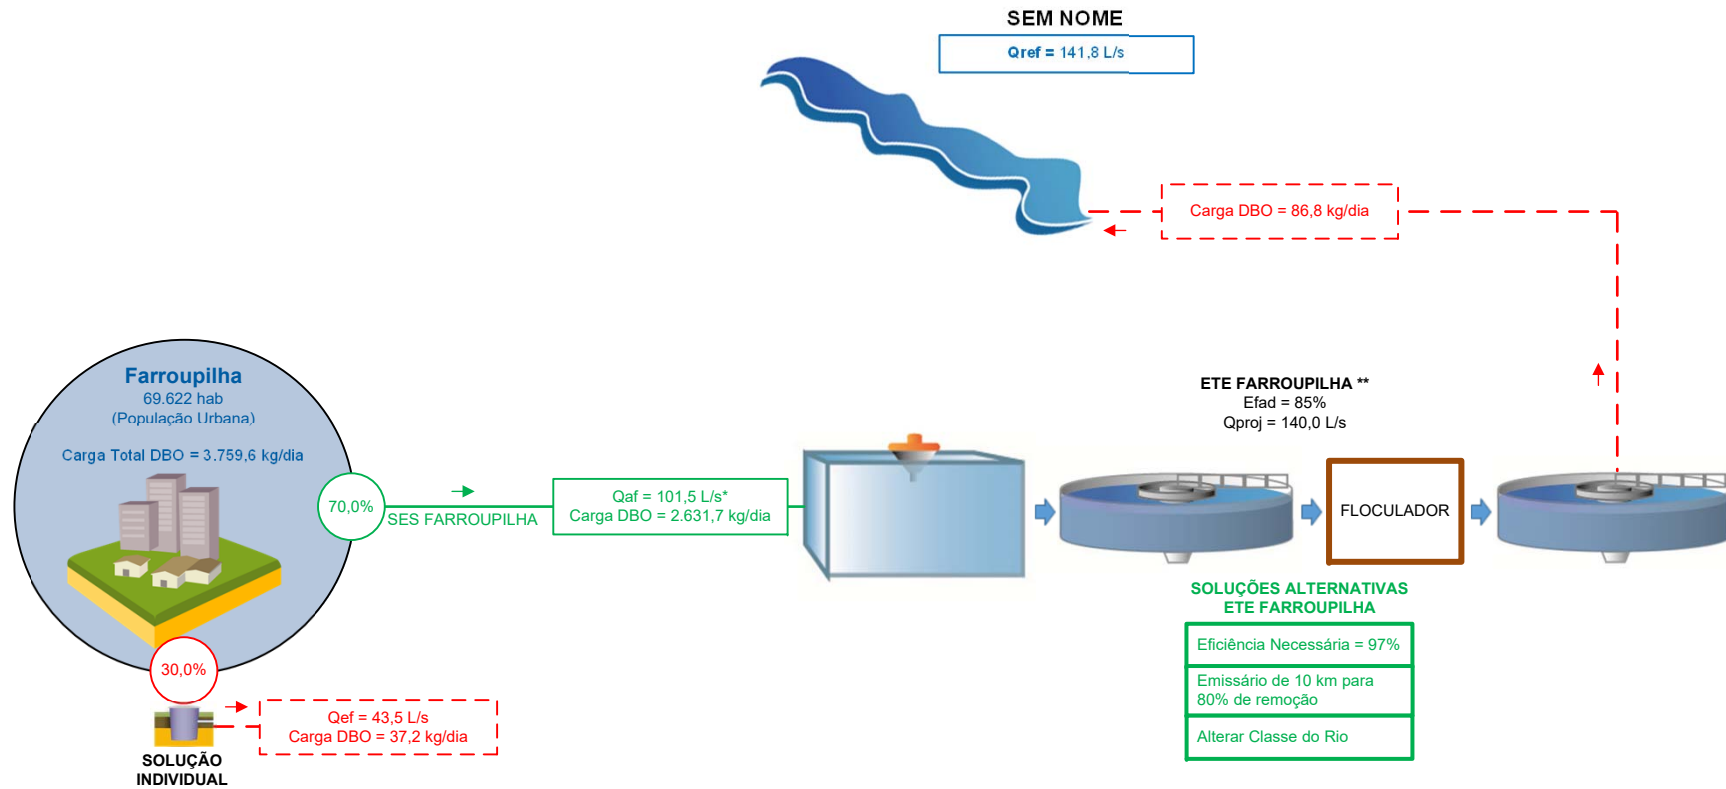 SEM NOME
Qref = 141,8 L/s
Carga DBO = 86,8 kg/dia
Farroupilha
69.622 hab
(População Urbana)
Carga Total DBO = 3.759,6 kg/dia
70,0%
SES FARROUPILHA
Qaf = 101,5 L/s*
Carga DBO = 2.631,7 kg/dia
ETE FARROUPILHA **
Efad = 85%
Qproj = 140,0 L/s
FLOCULADOR
SOLUÇÕES ALTERNATIVAS
ETE FARROUPILHA
Eficiência Necessária = 97%
Emissário de 10 km para
80% de remoção
Alterar Classe do Rio
30,0%
Qef = 43,5 L/s
Carga DBO = 37,2 kg/dia
SOLUÇÃO
INDIVIDUAL